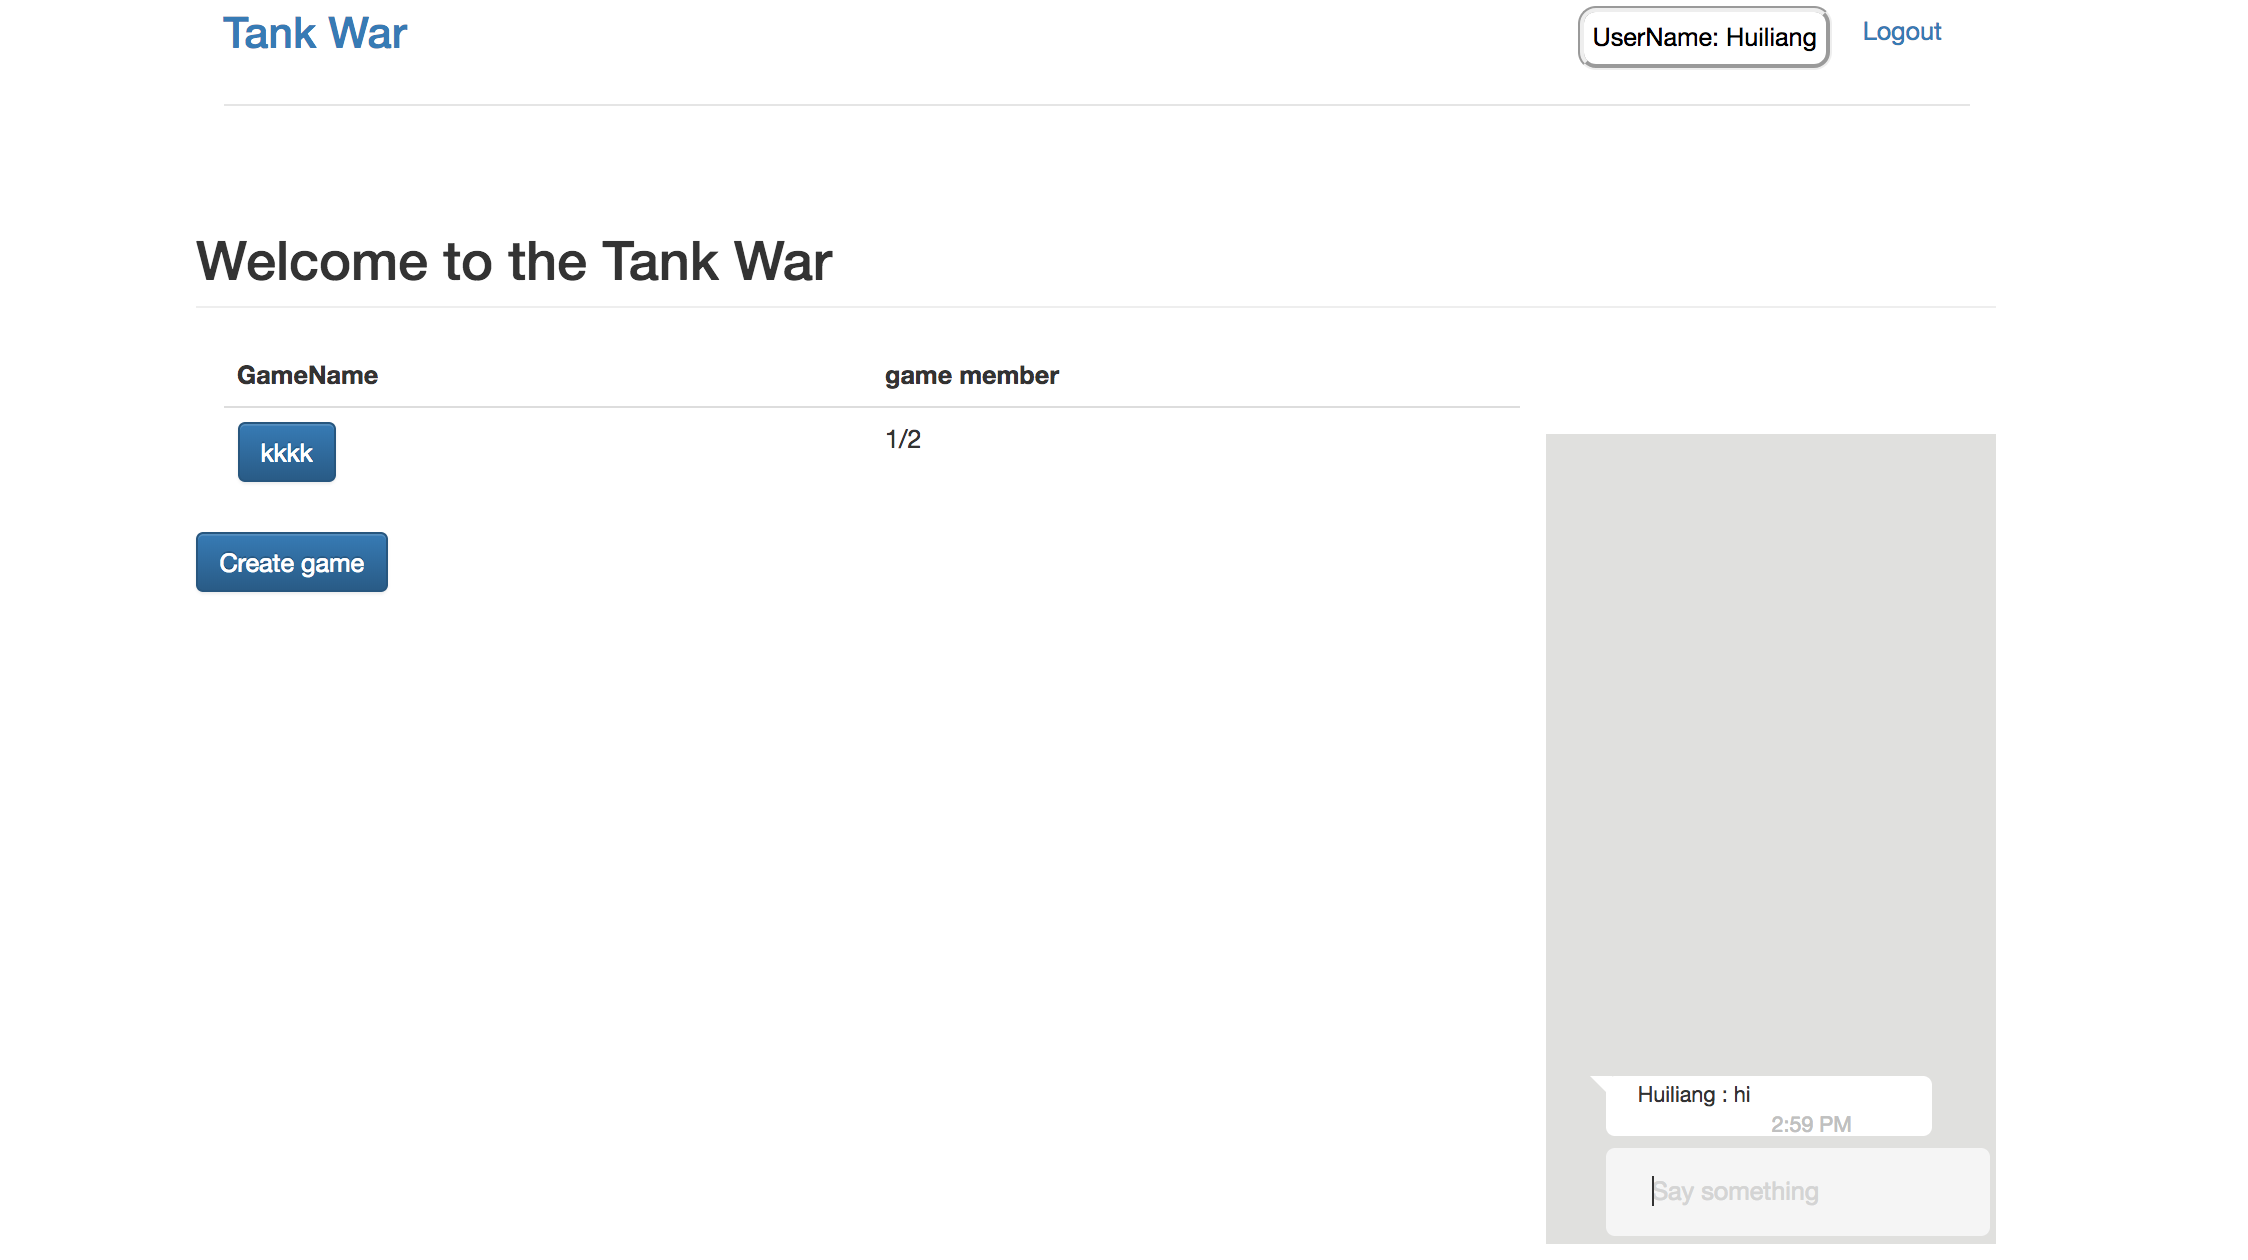 Tank War
UserName: Huiliang
Logout
Welcome to the Tank War
GameName
game member
kkkk
1/2
Create game
Huiliang : hi
2:59 PM
Say something